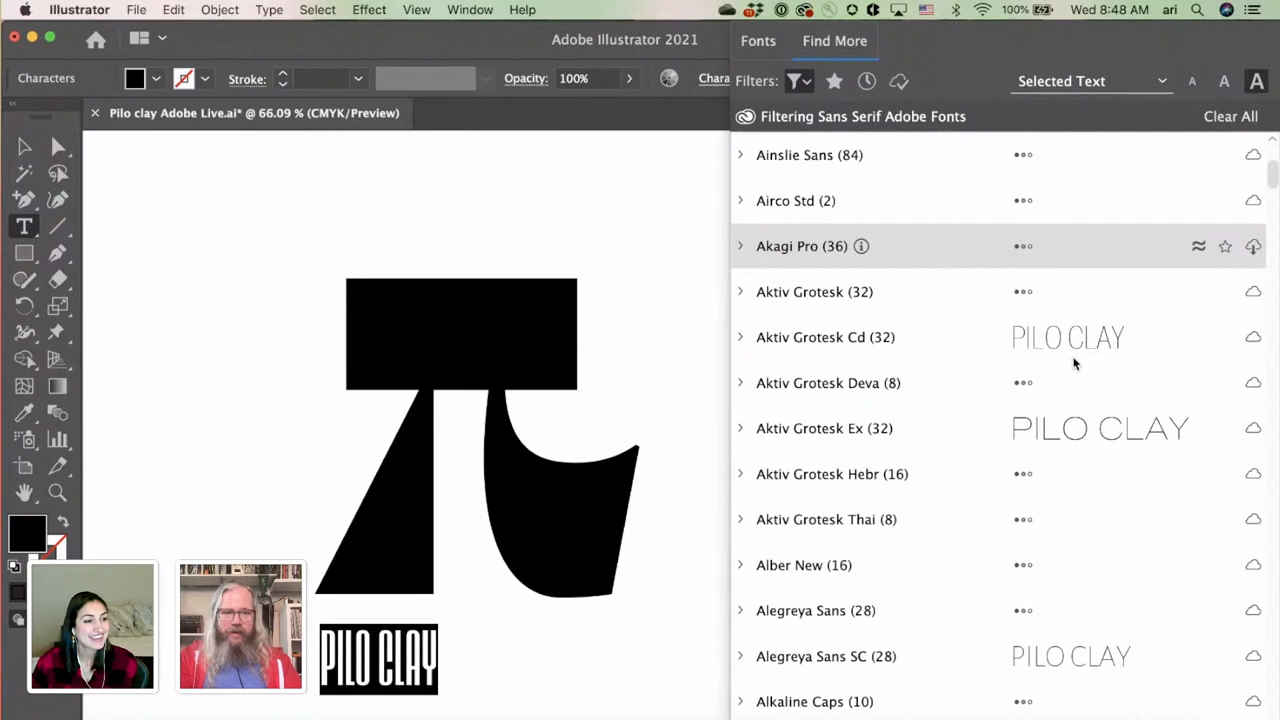 Illustrator File Edit Object Type Select Effect View Window Help 100% Wed 8:48 AM ari
Adobe Illustrator 2021
Characters Stroke: Opacity: 100% Chara
Pilo clay Adobe Live.ai* @ 66.09 % (CMYK/Preview)
Fonts Find More
Filters: Selected Text A A A
Filtering Sans Serif Adobe Fonts Clear All
Ainslie Sans (84)
Airco Std (2)
Akagi Pro (36)
Aktiv Grotesk (32)
Aktiv Grotesk Cd (32) PILO CLAY
Aktiv Grotesk Deva (8)
Aktiv Grotesk Ex (32) PILO CLAY
Aktiv Grotesk Hebr (16)
Aktiv Grotesk Thai (8)
Alber New (16)
Alegreya Sans (28)
Alegreya Sans SC (28) PILO CLAY
Alkaline Caps (10)
PILO CLAY